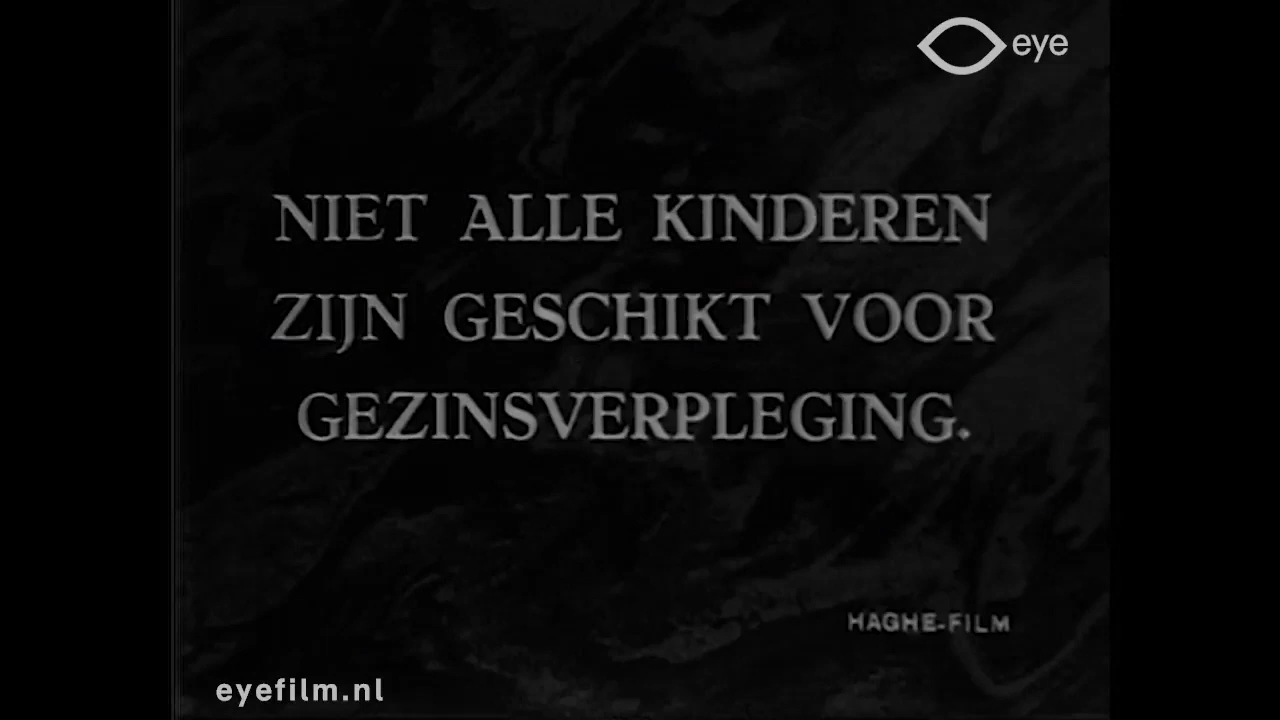 eye
NIET ALLE KINDEREN
ZIJN GESCHIKT VOOR
GEZINSVERPLEGING.
HAGHE-FILM
eyefilm.nl